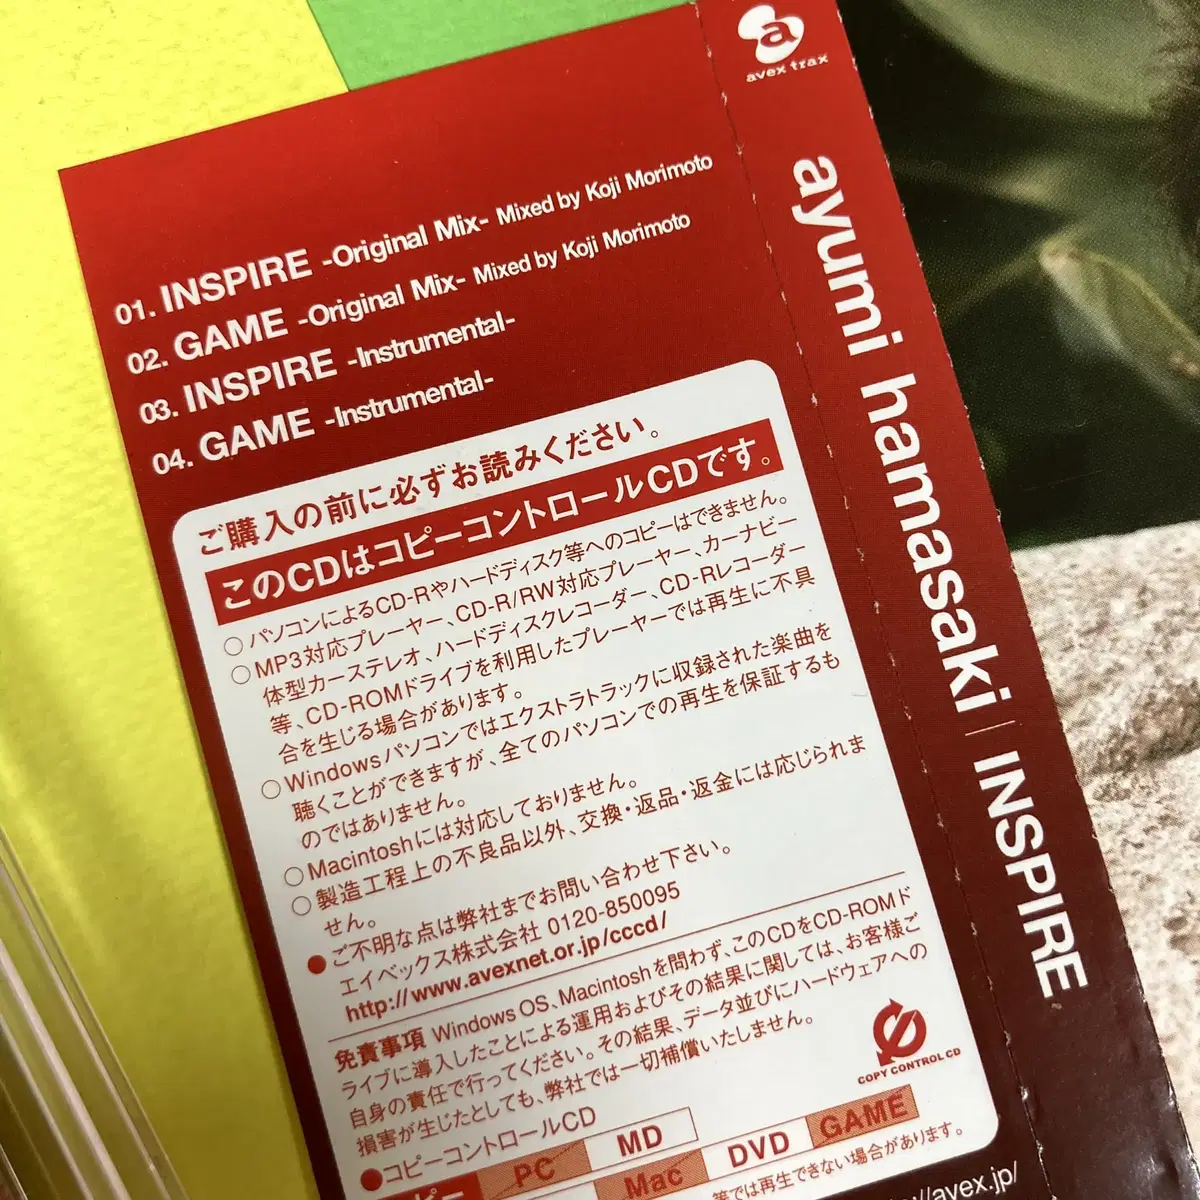 a
avex trax
ayumi hamasaki | INSPIRE
01. INSPIRE -Original Mix- Mixed by Koji Morimoto
02. GAME -Original Mix- Mixed by Koji Morimoto
03. INSPIRE -Instrumental-
04. GAME -Instrumental-
ご購入の前に必ずお読みください。
このCDはコピーコントロールCDです。
○パソコンによるCD-Rやハードディスク等へのコピーはできません。
○MP3対応プレーヤー、CD-R/RW対応プレーヤー、カーナビー
体型カーステレオ、ハードディスクレコーダー、CD-Rレコーダー
等、CD-ROMドライブを利用したプレーヤーでは再生に不具
合を生じる場合があります。
○Windowsパソコンではエクストラトラックに収録された楽曲を
聴くことができますが、全てのパソコンでの再生を保証するも
のではありません。
○Macintoshには対応しておりません。
○製造工程上の不良品以外、交換・返品・返金には応じられま
せん。
●ご不明な点は弊社までお問い合わせ下さい。
エイベックス株式会社 0120-850095
http://www.avexnet.or.jp/cccd/
免責事項 Windows OS、Macintoshを問わず、このCDをCD-ROMド
ライブに導入したことによる運用およびその結果に関しては、お客様ご
自身の責任で行ってください。その結果、データ並びにハードウェアへの
損害が生じたとしても、弊社では一切補償いたしません。
COPY CONTROL CD
●コピーコントロールCD
コピー PC MD
Mac DVD GAME
等では再生できない場合があります。
//avex.jp/